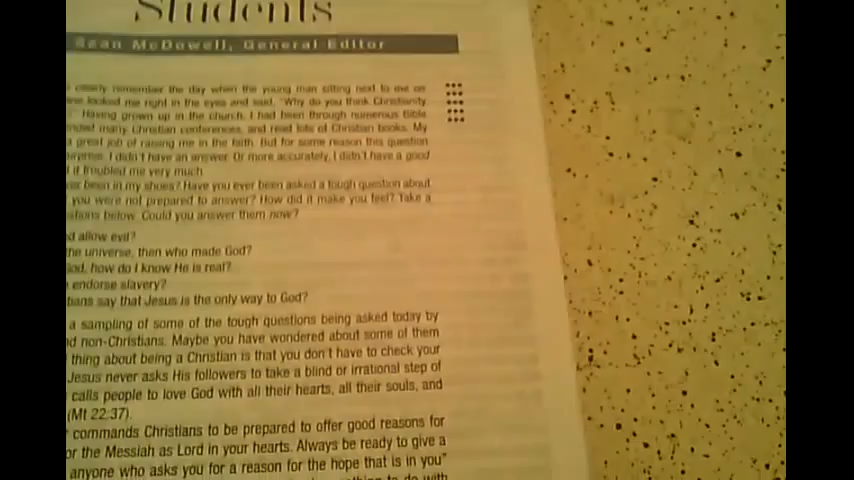 Students
Sean McDowell, General Editor
remember the day when the young man sitting next to me on
looked me right in the eyes and said, "Why do you think Christianity
Having grown up in the church, I had been through numerous Bible
many Christian conferences, and read lots of Christian books. My
great job of raising me in the faith. But for some reason this question
I didn't have an answer. Or more accurately, I didn't have a good
it troubled me very much.
been in my shoes? Have you ever been asked a tough question about
you were not prepared to answer? How did it make you feel? Take a
below. Could you answer them now?
allow evil?
the universe, then who made God?
God, how do I know He is real?
endorse slavery?
say that Jesus is the only way to God?
a sampling of some of the tough questions being asked today by
non-Christians. Maybe you have wondered about some of them
thing about being a Christian is that you don't have to check your
Jesus never asks His followers to take a blind or irrational step of
calls people to love God with all their hearts, all their souls, and
(Mt 22:37).
commands Christians to be prepared to offer good reasons for
the Messiah as Lord in your hearts. Always be ready to give a
anyone who asks you for a reason for the hope that is in you"
to do with